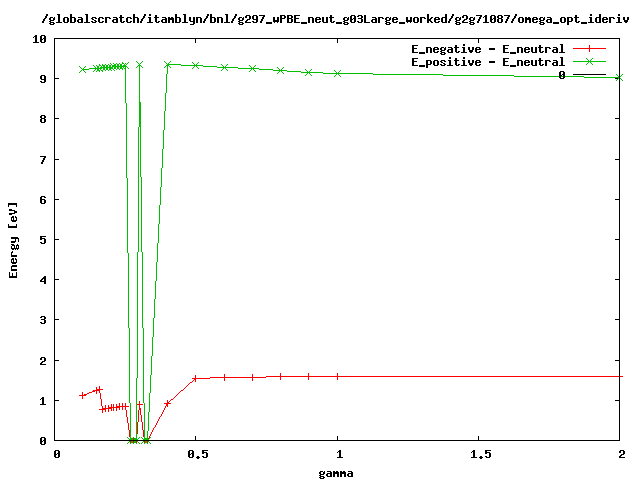 /globalscratch/itamblyn/bnl/g297_wPBE_neut_g03Large_worked/g2g71087/omega_opt_ideriv
E_negative - E_neutral
E_positive - E_neutral
0
10
9
8
7
6
5
4
3
2
1
0
Energy [eV]
0 0.5 1 1.5 2
gamma